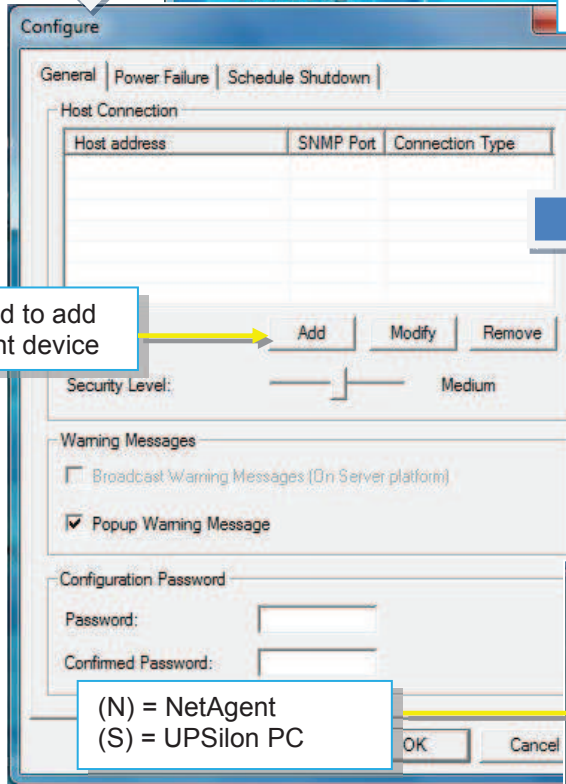 Configure
General Power Failure Schedule Shutdown
Host Connection
Host address SNMP Port Connection Type
to add
device
Add Modify Remove
Security Level: Medium
Warning Messages
Broadcast Warning Messages (On Server platform)
Popup Warning Message
Configuration Password
Password:
Confirmed Password:
(N) = NetAgent
(S) = UPSilon PC
OK Cancel